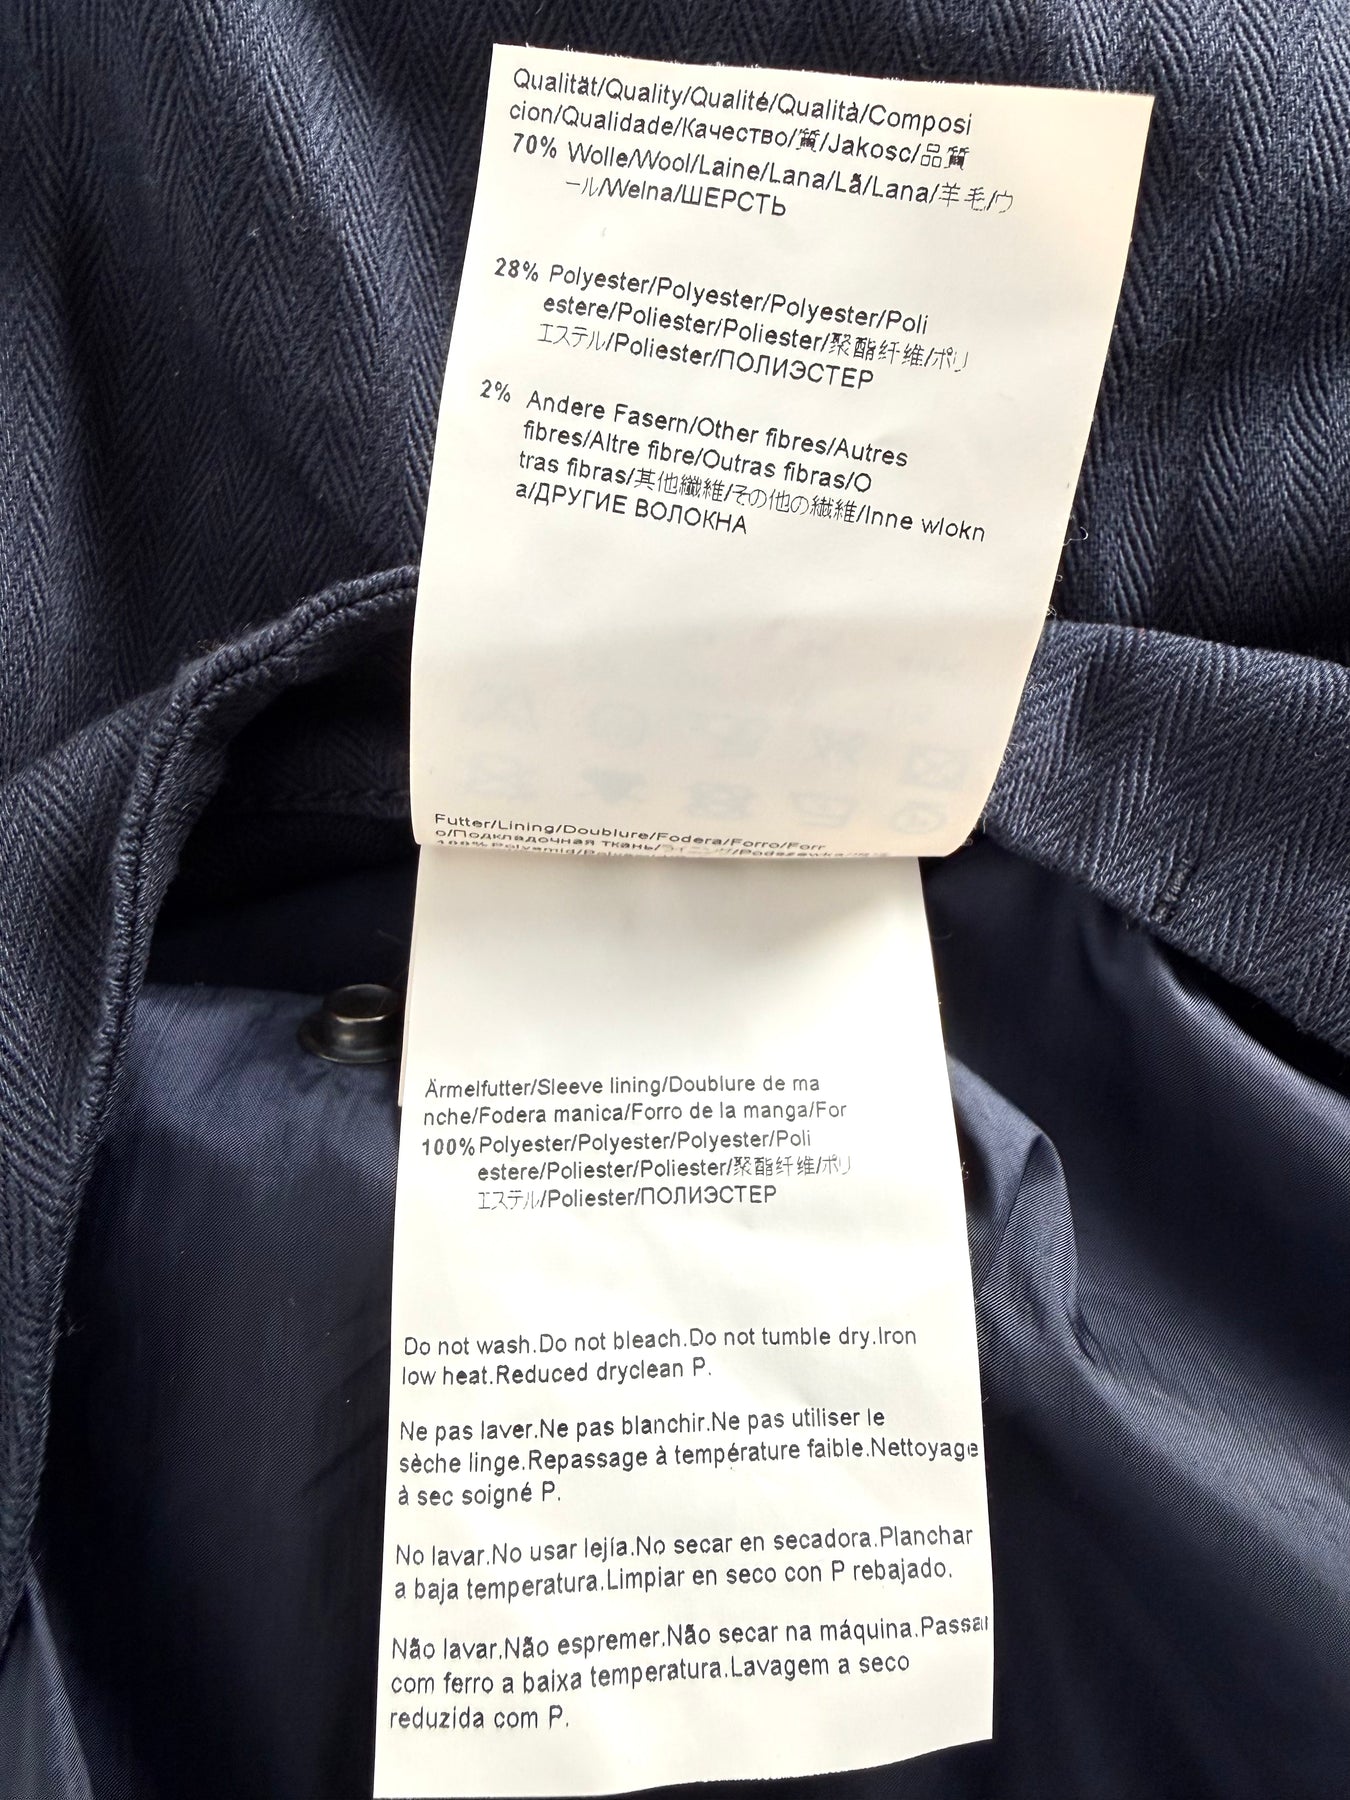 Qualität/Quality/Qualité/Qualità/Composi
cion/Qualidade/Качество/質/Jakosc/品質
70% Wolle/Wool/Laine/Lana/Lã/Lana/羊毛/ウ
ール/Welna/ШЕРСТЬ
28% Polyester/Polyester/Polyester/Poli
estere/Poliester/Poliester/聚酯纤维/ポリ
エステル/Poliester/ПОЛИЭСТЕР
2% Andere Fasern/Other fibres/Autres
fibres/Altre fibre/Outras fibras/O
tras fibras/其他纖維/その他の繊維/Inne wlokn
a/ДРУГИЕ ВОЛОКНА
Futter/Lining/Doublure/Fodera/Forro/Forr
o/Подкладочная ткань/ライニング/Podszewka/
100% Polyamid/
Ärmelfutter/Sleeve lining/Doublure de ma
nche/Fodera manica/Forro de la manga/For
100% Polyester/Polyester/Polyester/Poli
estere/Poliester/Poliester/聚酯纤维/ポリ
エステル/Poliester/ПОЛИЭСТЕР
Do not wash.Do not bleach.Do not tumble dry.Iron
low heat.Reduced dryclean P.
Ne pas laver.Ne pas blanchir.Ne pas utiliser le
sèche linge.Repassage à température faible.Nettoyage
à sec soigné P.
No lavar.No usar lejía.No secar en secadora.Planchar
a baja temperatura.Limpiar en seco con P rebajado.
Não lavar.Não espremer.Não secar na máquina.Passar
com ferro a baixa temperatura.Lavagem a seco
reduzida com P.